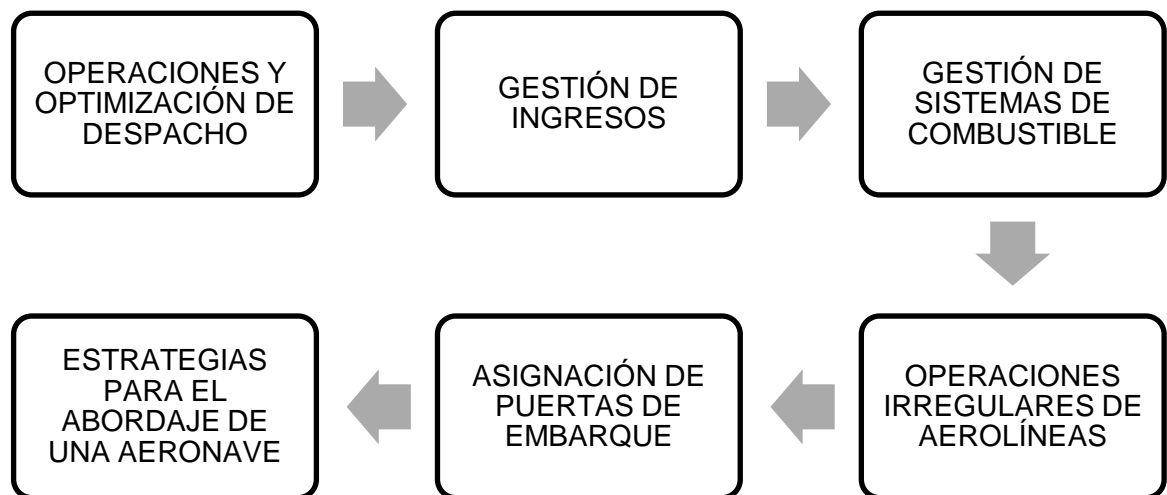 OPERACIONES Y
OPTIMIZACIÓN DE
DESPACHO
GESTIÓN DE
INGRESOS
GESTIÓN DE
SISTEMAS DE
COMBUSTIBLE
OPERACIONES
IRREGULARES DE
AEROLÍNEAS
ASIGNACIÓN DE
PUERTAS DE
EMBARQUE
ESTRATEGIAS
PARA EL
ABORDAJE DE
UNA AERONAVE